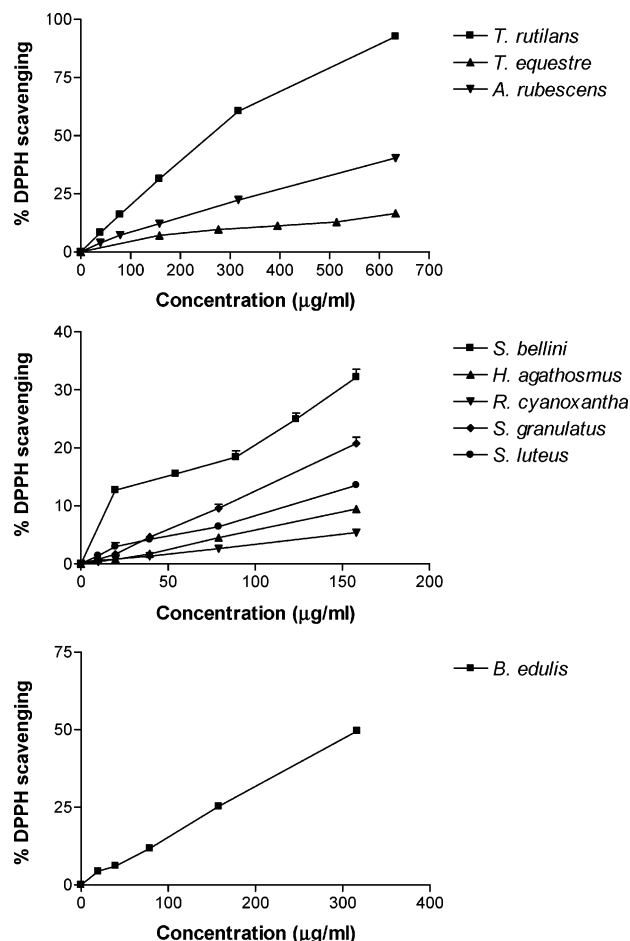 100
75
50
25
0
% DPPH scavenging
0 100 200 300 400 500 600 700
Concentration (μg/ml)
T. rutilans
T. equestre
A. rubescens
40
30
20
10
0
% DPPH scavenging
0 50 100 150 200
Concentration (μg/ml)
S. bellini
H. agathosmus
R. cyanoxantha
S. granulatus
S. luteus
75
50
25
0
% DPPH scavenging
0 100 200 300 400
Concentration (μg/ml)
B. edulis